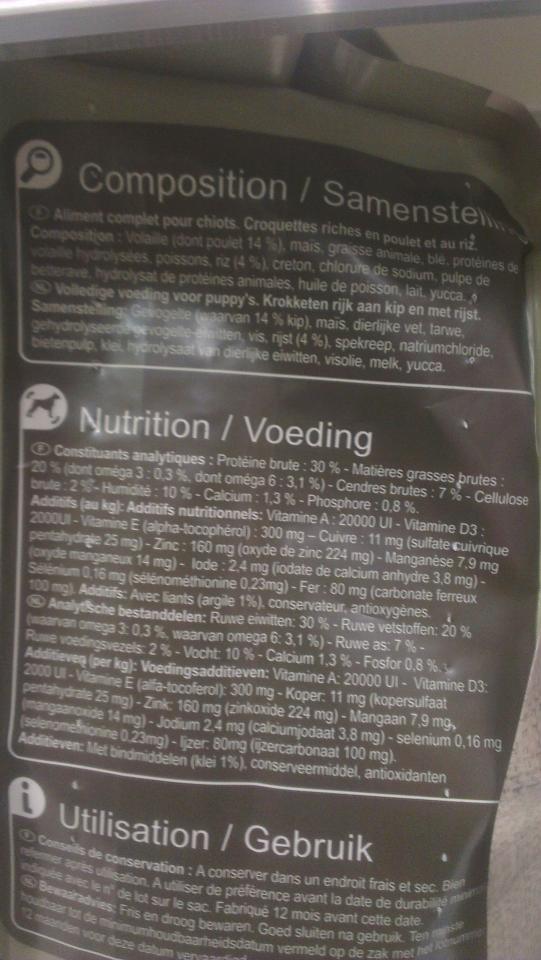 Composition / Samenstel
F Aliment complet pour chiots. Croquettes riches en poulet et au riz.
Composition : Volaille (dont poulet 14 %), maïs, graisse animale, blé, protéines de
volaille hydrolysées, poissons, riz (4 %), creton, chlorure de sodium, pulpe de
betterave, hydrolysat de protéines animales, huile de poisson, lait, yucca.
NL Volledige voeding voor puppy's. Krokketen rijk aan kip en met rijst.
Samenstelling: Gevogelte (waarvan 14 % kip), maïs, dierlijke vet, tarwe,
gehydrolyseerde gevogelte-eiwitten, vis, rijst (4 %), spekreep, natriumchloride,
bietenpulp, klei, hydrolysaat van dierlijke eiwitten, visolie, melk, yucca.
Nutrition / Voeding
F Constituants analytiques : Protéine brute : 30 % - Matières grasses brutes :
20 % (dont oméga 3 : 0,3 %, dont oméga 6 : 3,1 %) - Cendres brutes : 7 % - Cellulose
brute : 2 % - Humidité : 10 % - Calcium : 1,3 % - Phosphore : 0,8 %.
Additifs (au kg): Additifs nutritionnels: Vitamine A : 20000 UI - Vitamine D3 :
2000UI - Vitamine E (alpha-tocophérol) : 300 mg – Cuivre : 11 mg (sulfate cuivrique
pentahydrate 25 mg) - Zinc : 160 mg (oxyde de zinc 224 mg) - Manganèse 7,9 mg
(oxyde manganeux 14 mg) - Iode : 2,4 mg (iodate de calcium anhydre 3,8 mg) -
Sélénium 0,16 mg (sélénométhionine 0,23mg) - Fer : 80 mg (carbonate ferreux
100 mg). Additifs: Avec liants (argile 1%), conservateur, antioxygènes.
NL Analytische bestanddelen: Ruwe eiwitten: 30 % - Ruwe vetstoffen: 20 %
(waarvan omega 3: 0,3 %, waarvan omega 6: 3,1 %) - Ruwe as: 7 % -
Ruwe voedingsvezels: 2 % - Vocht: 10 % - Calcium 1,3 % - Fosfor 0,8 %.
Additieven (per kg): Voedingsadditieven: Vitamine A: 20000 UI - Vitamine D3:
2000 UI - Vitamine E (alfa-tocoferol): 300 mg - Koper: 11 mg (kopersulfaat
pentahydrate 25 mg) - Zink: 160 mg (zinkoxide 224 mg) - Mangaan 7,9 mg,
(mangaanoxide 14 mg) - Jodium 2,4 mg (calciumjodaat 3,8 mg) - selenium 0,16 mg
(selenomethionine 0,23mg) - Ijzer: 80mg (ijzercarbonaat 100 mg).
Additieven: Met bindmiddelen (klei 1%), conserveermiddel, antioxidanten
Utilisation / Gebruik
F Conseils de conservation : A conserver dans un endroit frais et sec. Bien
refermer après utilisation. A utiliser de préférence avant la date de durabilité
indiquée avec le n° de lot sur le sac. Fabriqué 12 mois avant cette date.
NL Bewaaradvies: Fris en droog bewaren. Goed sluiten na gebruik. Ten minste
houdbaar tot de minimumhoudbaarheidsdatum vermeld op de zak met het
12 maanden voor deze datum vervaardigd